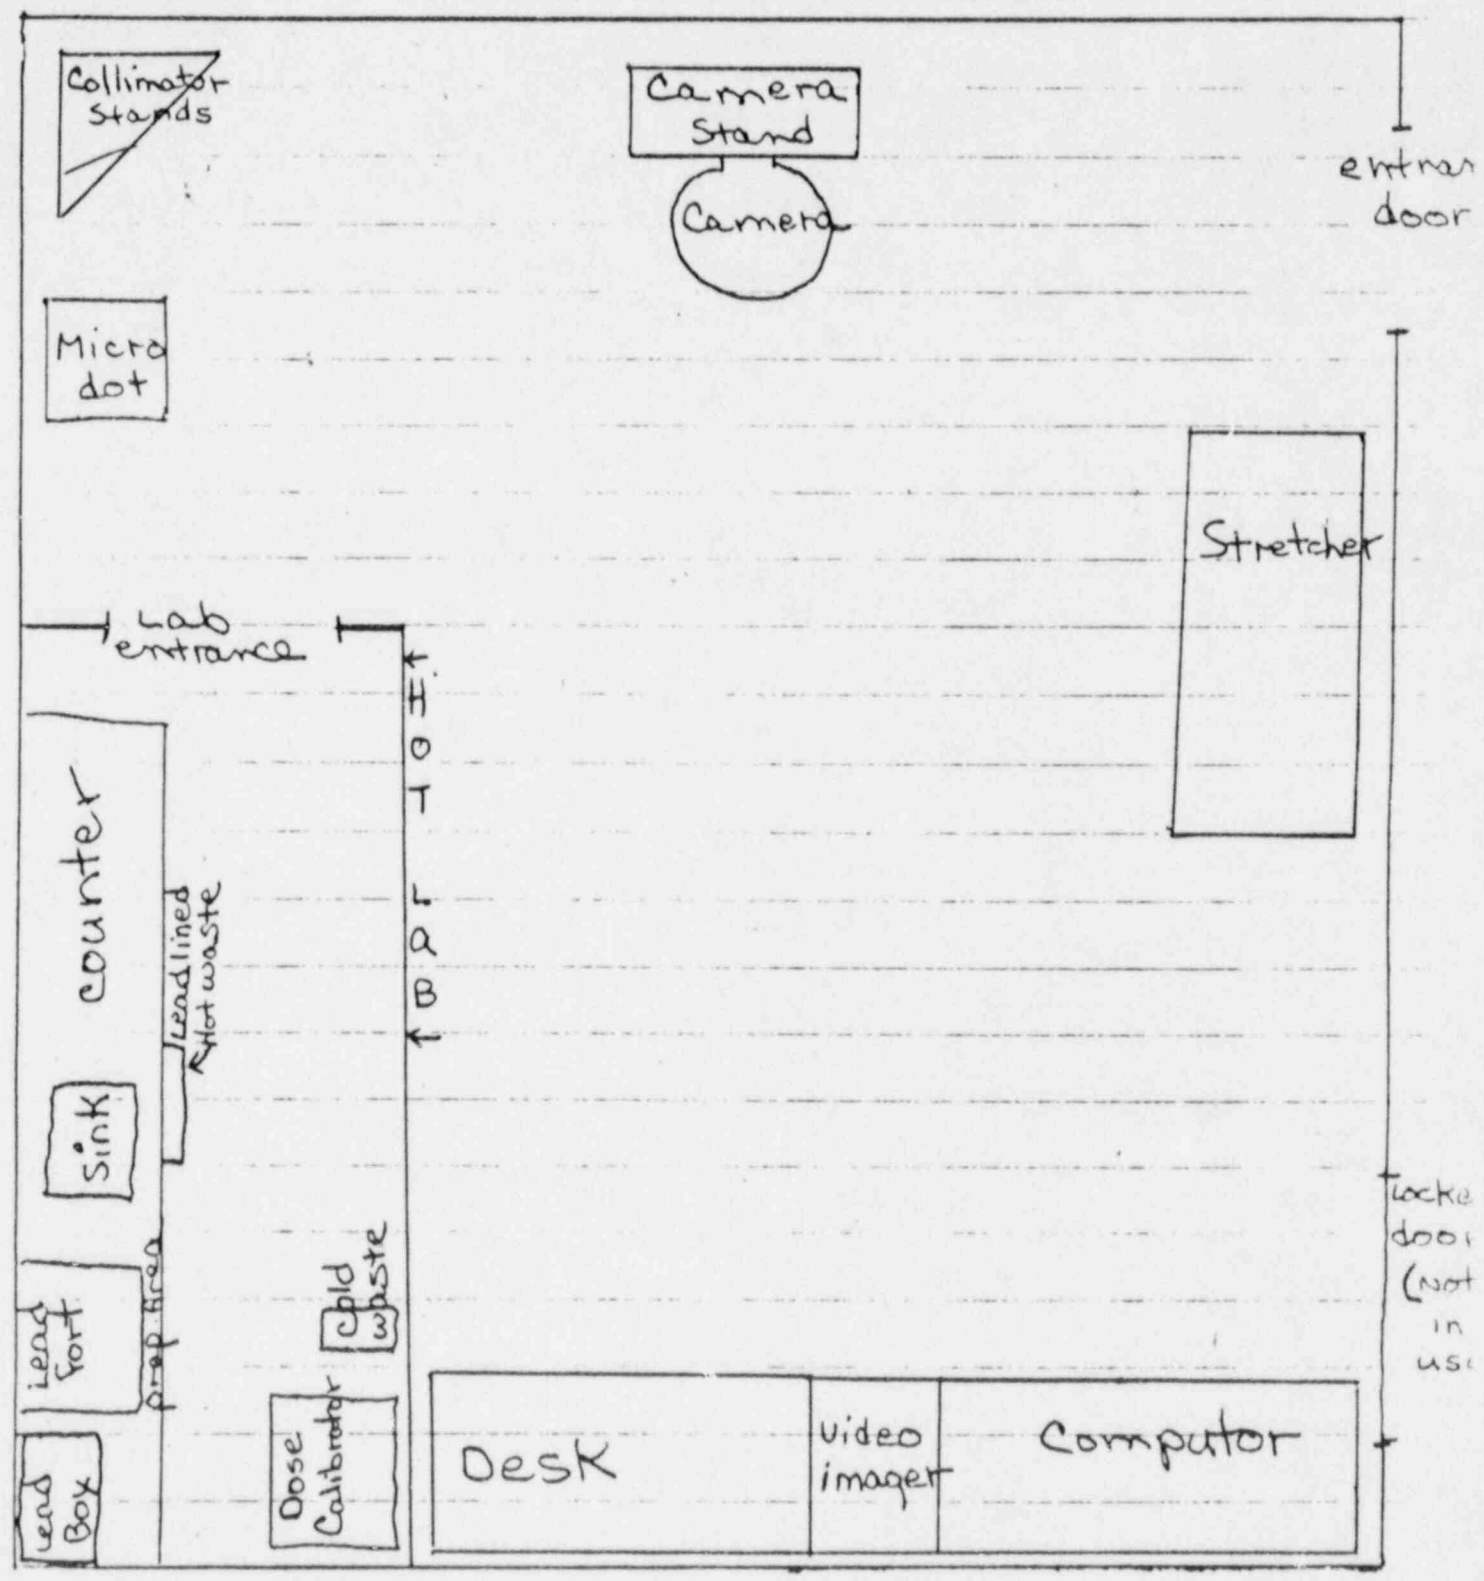 Collimator
Stands
Camera
Stand
entran
door
Camera
Micro
dot
Stretcher
Lab
entrance
HOT LAB
counter
Leadlined
Hot waste
Sink
Locke
door
(Not
in
use
Cold
waste
Lead
Fort
prep. Area
Dose
Calibrator
Lead
Box
Desk
Video
imager
Computor